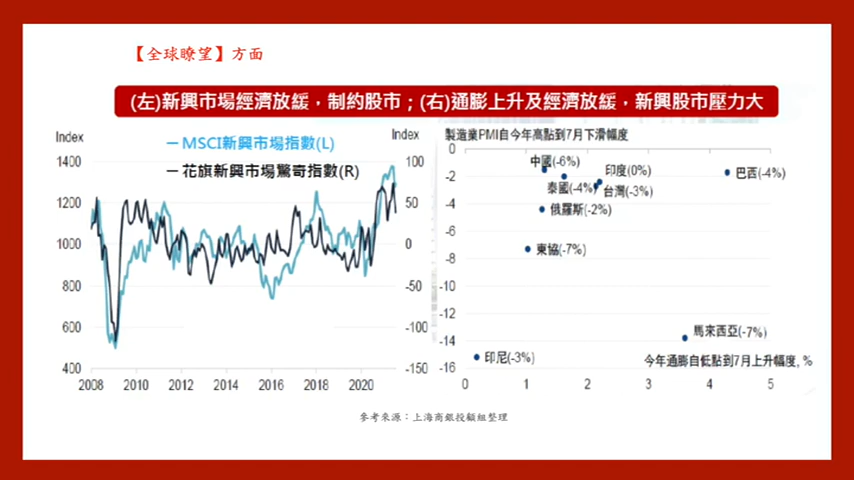 【全球瞭望】方面
(左)新興市場經濟放緩，制約股市；(右)通膨上升及經濟放緩，新興股市壓力大
Index
Index
MSCI新興市場指數(L)
花旗新興市場驚奇指數(R)
1400
1200
1000
800
600
400
100
50
0
-50
-100
-150
2008 2010 2012 2014 2016 2018 2020
製造業PMI自今年高點到7月下滑幅度
0
-2
-4
-6
-8
-10
-12
-14
-16
中國(-6%)
印度(0%)
巴西(-4%)
泰國(-4%)
台灣(-3%)
俄羅斯(-2%)
東協(-7%)
馬來西亞(-7%)
印尼(-3%)
今年通膨自低點到7月上升幅度, %
0 1 2 3 4 5
參考來源：上海商銀投顧組整理